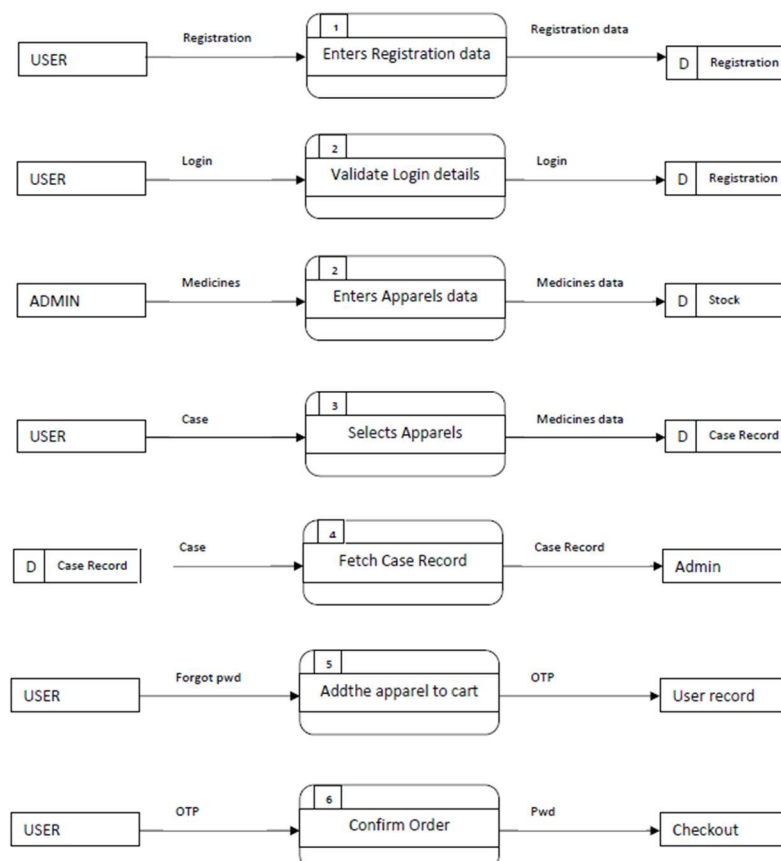 1
Registration
Registration data
USER
Enters Registration data
D Registration
2
Login
Login
USER
Validate Login details
D Registration
2
Medicines
Medicines data
ADMIN
Enters Apparels data
D Stock
3
Case
Medicines data
USER
Selects Apparels
D Case Record
4
Case
Case Record
D Case Record
Fetch Case Record
Admin
5
Forgot pwd
OTP
USER
Addthe apparel to cart
User record
6
OTP
Pwd
USER
Confirm Order
Checkout